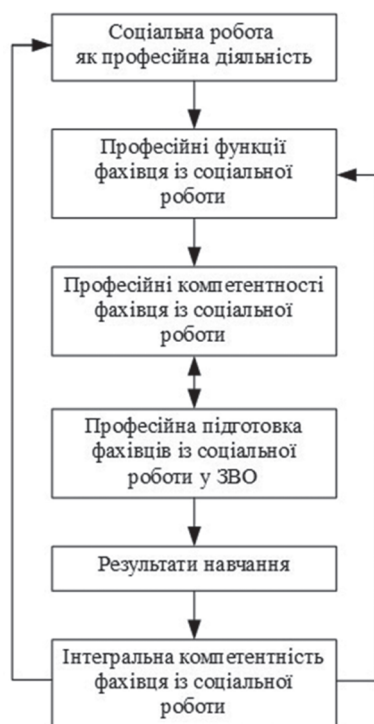 Соціальна робота
як професійна діяльність
Професійні функції
фахівця із соціальної
роботи
Професійні компетентності
фахівця із соціальної
роботи
Професійна підготовка
фахівців із соціальної
роботи у ЗВО
Результати навчання
Інтегральна компетентність
фахівця із соціальної
роботи